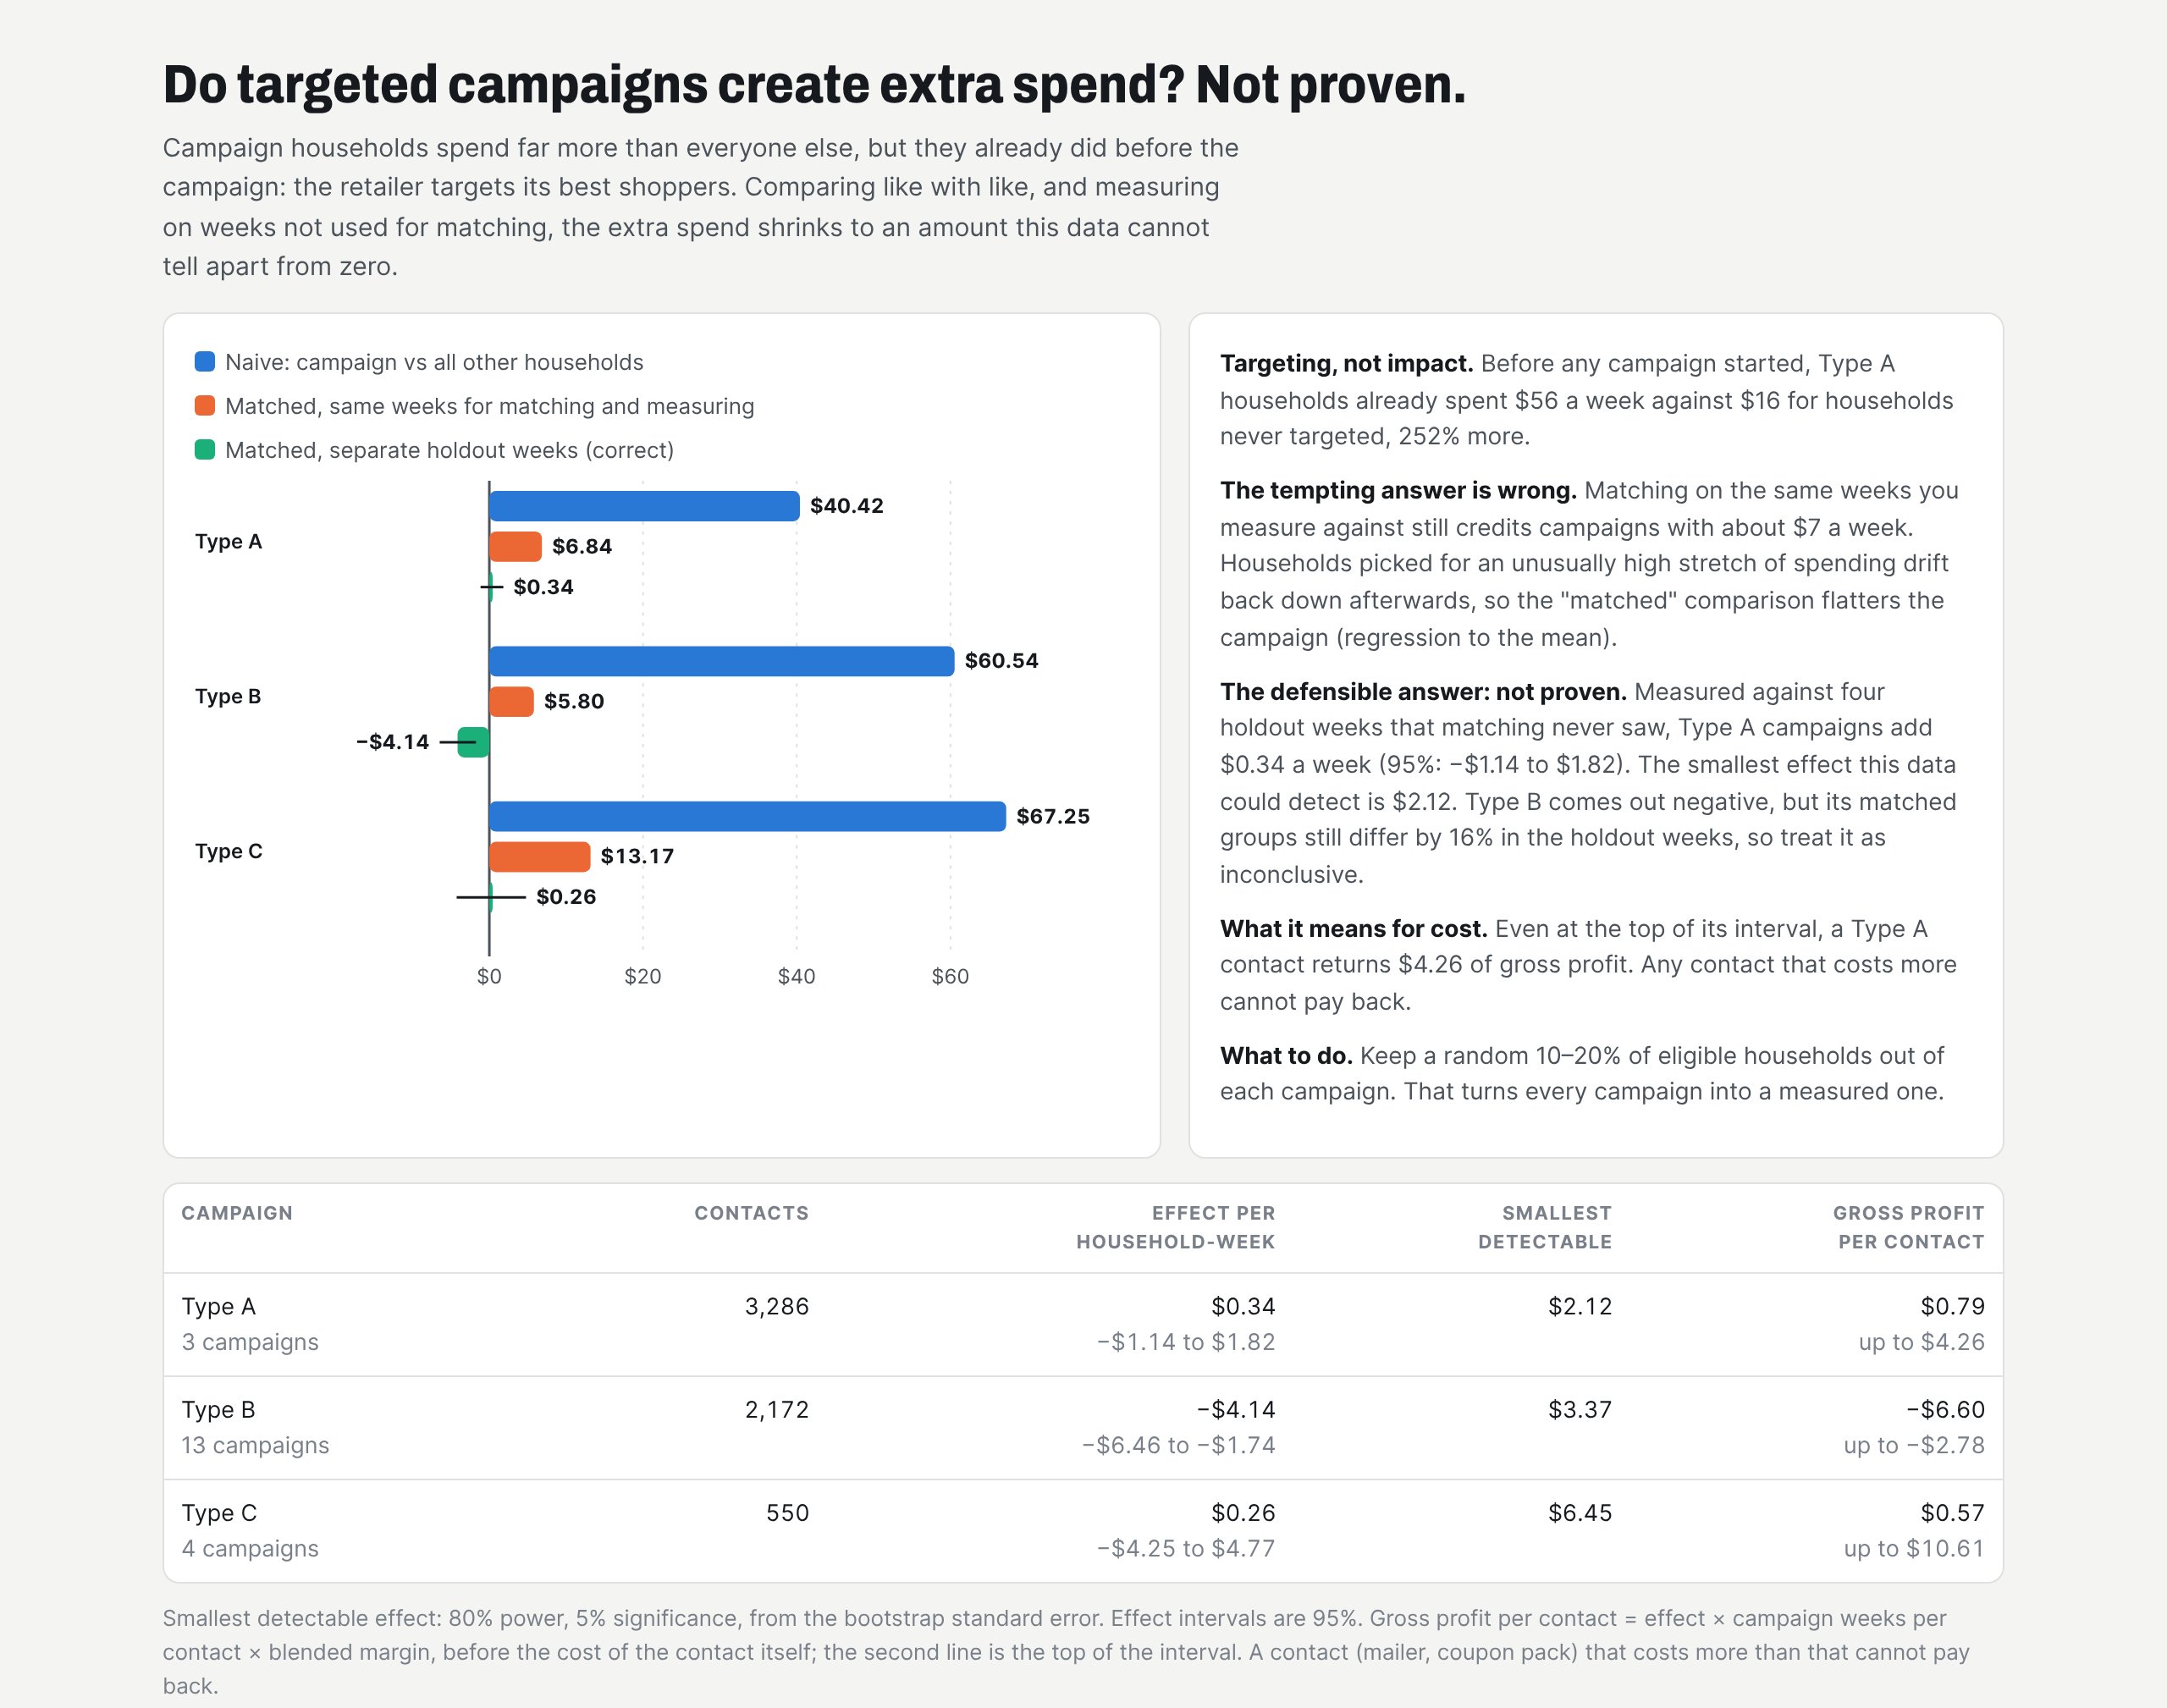 Do targeted campaigns create extra spend? Not proven.
Campaign households spend far more than everyone else, but they already did before the
campaign: the retailer targets its best shoppers. Comparing like with like, and measuring
on weeks not used for matching, the extra spend shrinks to an amount this data cannot
tell apart from zero.
Naive: campaign vs all other households
Matched, same weeks for matching and measuring
Matched, separate holdout weeks (correct)
Type A
$40.42
$6.84
$0.34
Type B
$60.54
$5.80
−$4.14
Type C
$67.25
$13.17
$0.26
$0 $20 $40 $60
Targeting, not impact. Before any campaign started, Type A
households already spent $56 a week against $16 for households
never targeted, 252% more.
The tempting answer is wrong. Matching on the same weeks you
measure against still credits campaigns with about $7 a week.
Households picked for an unusually high stretch of spending drift
back down afterwards, so the "matched" comparison flatters the
campaign (regression to the mean).
The defensible answer: not proven. Measured against four
holdout weeks that matching never saw, Type A campaigns add
$0.34 a week (95%: −$1.14 to $1.82). The smallest effect this data
could detect is $2.12. Type B comes out negative, but its matched
groups still differ by 16% in the holdout weeks, so treat it as
inconclusive.
What it means for cost. Even at the top of its interval, a Type A
contact returns $4.26 of gross profit. Any contact that costs more
cannot pay back.
What to do. Keep a random 10–20% of eligible households out of
each campaign. That turns every campaign into a measured one.
CAMPAIGN CONTACTS EFFECT PER SMALLEST GROSS PROFIT
HOUSEHOLD-WEEK DETECTABLE PER CONTACT
Type A 3,286 $0.34 $2.12 $0.79
3 campaigns −$1.14 to $1.82 up to $4.26
Type B 2,172 −$4.14 $3.37 −$6.60
13 campaigns −$6.46 to −$1.74 up to −$2.78
Type C 550 $0.26 $6.45 $0.57
4 campaigns −$4.25 to $4.77 up to $10.61
Smallest detectable effect: 80% power, 5% significance, from the bootstrap standard error. Effect intervals are 95%. Gross profit per contact = effect × campaign weeks per
contact × blended margin, before the cost of the contact itself; the second line is the top of the interval. A contact (mailer, coupon pack) that costs more than that cannot pay
back.